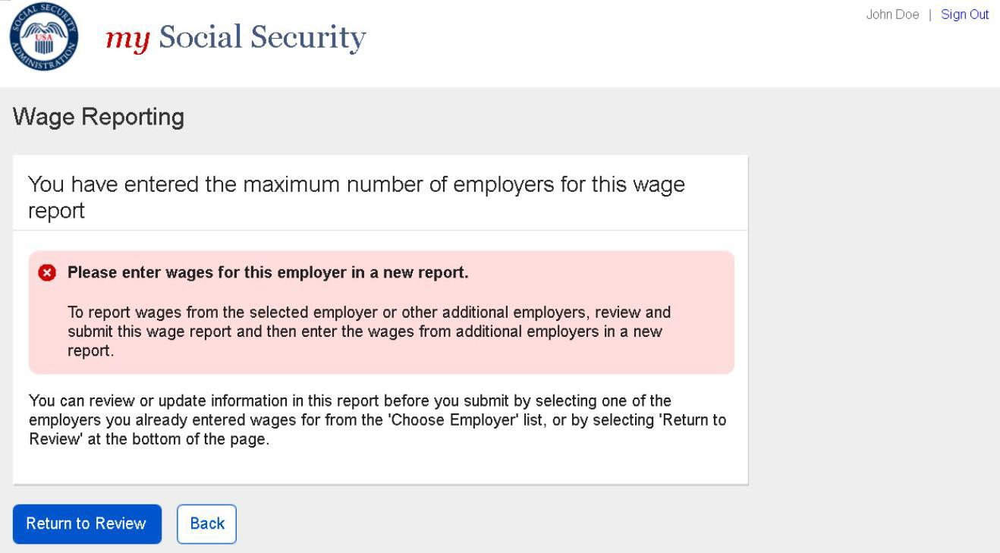 SOCIAL SECURITY ADMINISTRATION
USA
my Social Security
John Doe | Sign Out
Wage Reporting
You have entered the maximum number of employers for this wage
report
Please enter wages for this employer in a new report.
To report wages from the selected employer or other additional employers, review and
submit this wage report and then enter the wages from additional employers in a new
report.
You can review or update information in this report before you submit by selecting one of the
employers you already entered wages for from the 'Choose Employer' list, or by selecting 'Return to
Review' at the bottom of the page.
Return to Review
Back